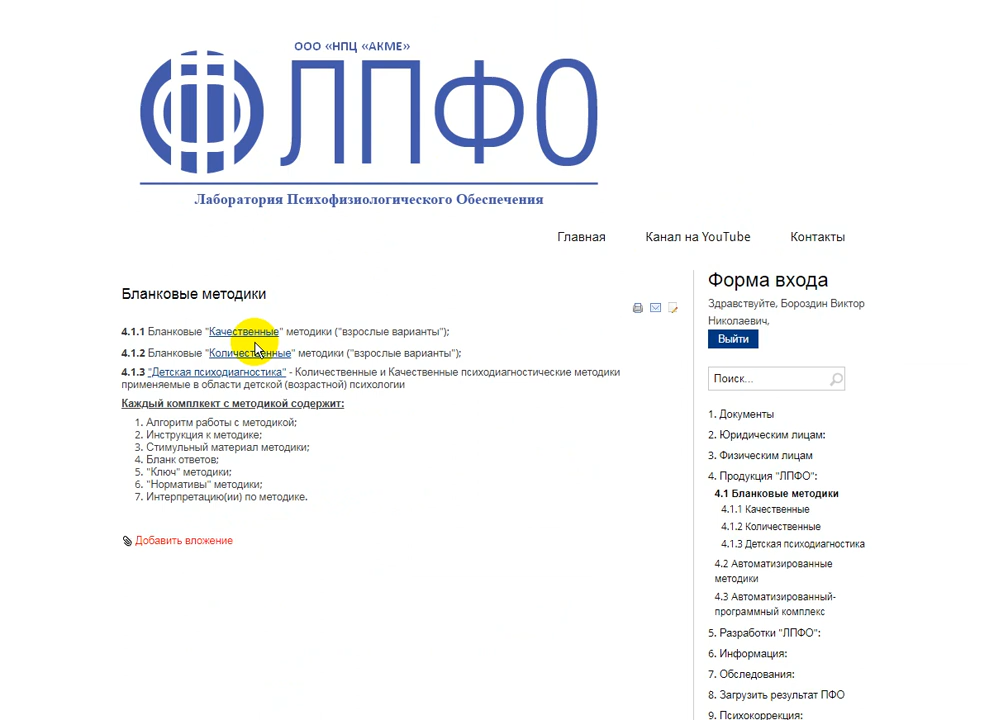 ООО «НПЦ «АКМЕ»
ЛПФО
Лаборатория Психофизиологического Обеспечения
Главная Канал на YouTube Контакты
Бланковые методики
4.1.1 Бланковые "Качественные" методики ("взрослые варианты");
4.1.2 Бланковые "Количественные" методики ("взрослые варианты");
4.1.3 "Детская психодиагностика" - Количественные и Качественные психодиагностические методики
применяемые в области детской (возрастной) психологии
Каждый комплкект с методикой содержит:
1. Алгоритм работы с методикой;
2. Инструкция к методике;
3. Стимульный материал методики;
4. Бланк ответов;
5. "Ключ" методики;
6. "Нормативы" методики;
7. Интерпретацию(ии) по методике.
Добавить вложение
Форма входа
Здравствуйте, Бороздин Виктор
Николаевич,
Выйти
Поиск...
1. Документы
2. Юридическим лицам:
3. Физическим лицам
4. Продукция "ЛПФО":
4.1 Бланковые методики
4.1.1 Качественные
4.1.2 Количественные
4.1.3 Детская психодиагностика
4.2 Автоматизированные
методики
4.3 Автоматизированный-
программный комплекс
5. Разработки "ЛПФО":
6. Информация:
7. Обследования:
8. Загрузить результат ПФО
9. Психокоррекция: